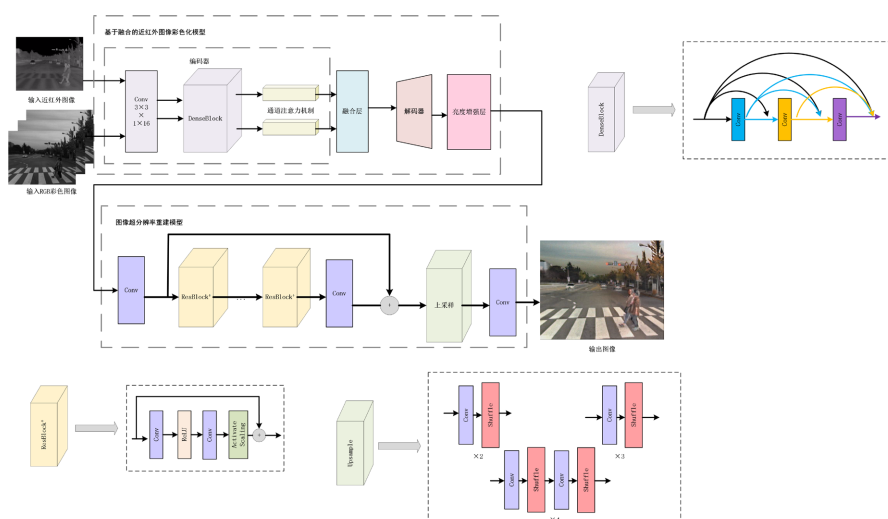 基于融合的近红外图像彩色化模型
编码器
输入近红外图像
Conv
3×3
×
1×16
DenseBlock
通道注意力机制
融合层
解码器
亮度增强层
输入RGB彩色图像
DenseBlock
Conv
Conv
Conv
图像超分辨率重建模型
Conv
ResBlock'
...
ResBlock'
Conv
+
上采样
Conv
输出图像
ResBlock'
Conv
ReLU
Conv
Activate
Scaling
+
Upsample
Conv
Shuffle
×2
Conv
Shuffle
×3
Conv
Shuffle
Conv
Shuffle